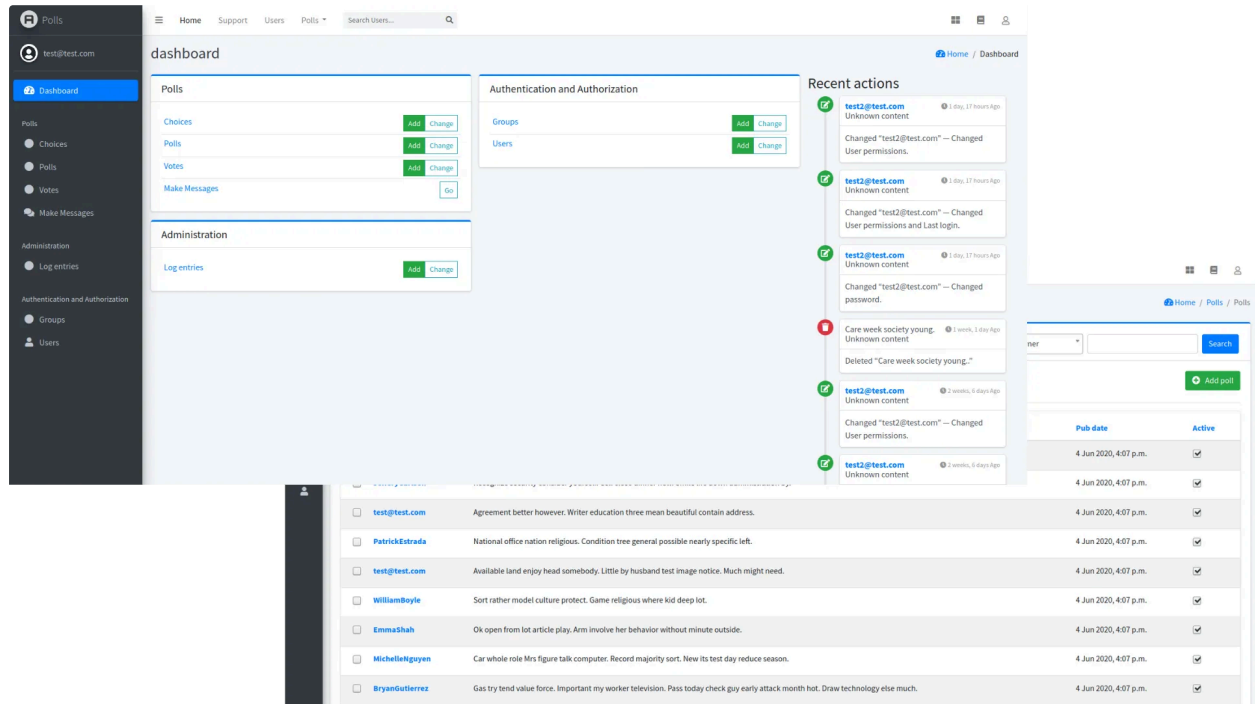 Polls
Home Support Users Polls Search Users...
test@test.com
dashboard
Home / Dashboard
Dashboard
Polls
Choices
Polls
Votes
Make Messages
Administration
Log entries
Authentication and Authorization
Groups
Users
Polls
Choices Add Change
Polls Add Change
Votes Add Change
Make Messages Go
Administration
Log entries Add Change
Authentication and Authorization
Groups Add Change
Users Add Change
Recent actions
test2@test.com 1 day, 17 hours Ago
Unknown content
Changed "test2@test.com" — Changed
User permissions.
test2@test.com 1 day, 17 hours Ago
Unknown content
Changed "test2@test.com" — Changed
User permissions and Last login.
test2@test.com 1 day, 17 hours Ago
Unknown content
Changed "test2@test.com" — Changed
password.
Care week society young. 1 week, 1 day Ago
Unknown content
Deleted "Care week society young.."
test2@test.com 2 weeks, 6 days Ago
Unknown content
Changed "test2@test.com" — Changed
User permissions.
test2@test.com 2 weeks, 6 days Ago
Unknown content
Home / Polls / Polls
ner Search
Add poll
Pub date Active
4 Jun 2020, 4:07 p.m.
4 Jun 2020, 4:07 p.m.
test@test.com Agreement better however. Writer education three mean beautiful contain address. 4 Jun 2020, 4:07 p.m.
PatrickEstrada National office nation religious. Condition tree general possible nearly specific left. 4 Jun 2020, 4:07 p.m.
test@test.com Available land enjoy head somebody. Little by husband test image notice. Much might need. 4 Jun 2020, 4:07 p.m.
WilliamBoyle Sort rather model culture protect. Game religious where kid deep lot. 4 Jun 2020, 4:07 p.m.
EmmaShah Ok open from lot article play. Arm involve her behavior without minute outside. 4 Jun 2020, 4:07 p.m.
MichelleNguyen Car whole role Mrs figure talk computer. Record majority sort. New its test day reduce season. 4 Jun 2020, 4:07 p.m.
BryanGutierrez Gas try tend value force. Important my worker television. Pass today check guy early attack month hot. Draw technology else much. 4 Jun 2020, 4:07 p.m.